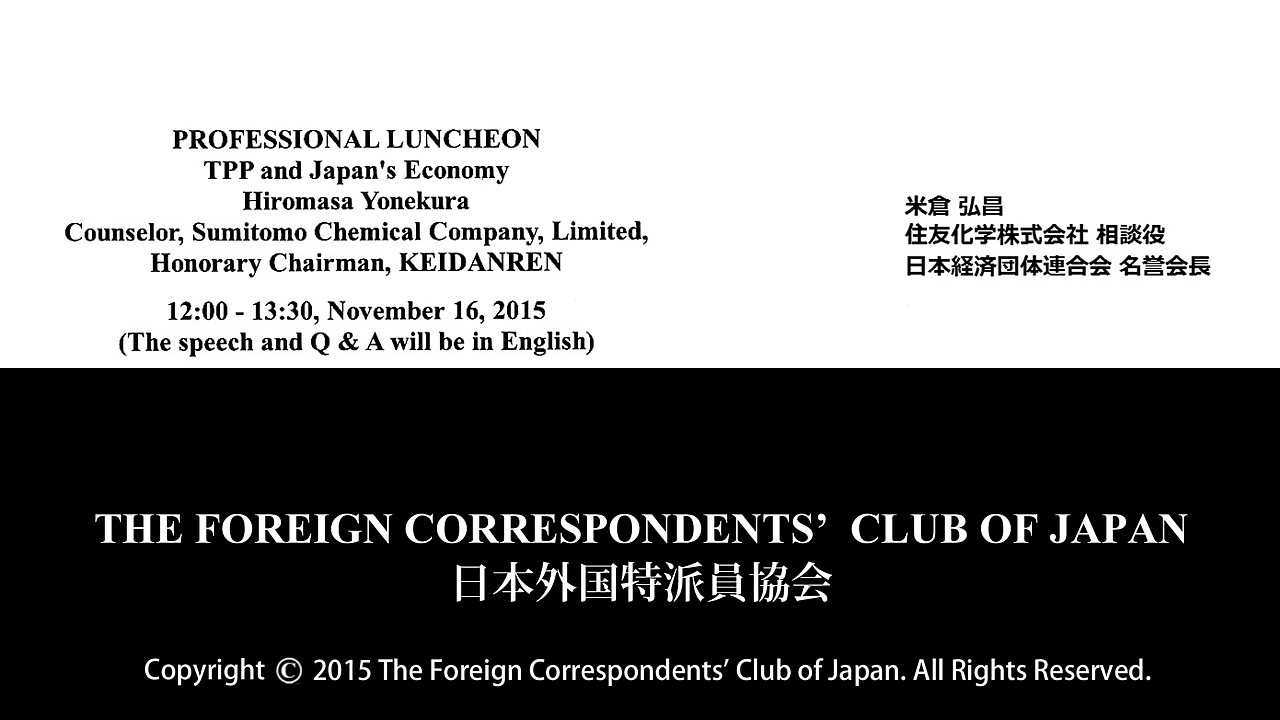 PROFESSIONAL LUNCHEON
TPP and Japan's Economy
Hiromasa Yonekura
Counselor, Sumitomo Chemical Company, Limited,
Honorary Chairman, KEIDANREN
12:00 - 13:30, November 16, 2015
(The speech and Q & A will be in English)
米倉 弘昌
住友化学株式会社 相談役
日本経済団体連合会 名誉会長
THE FOREIGN CORRESPONDENTS’ CLUB OF JAPAN
日本外国特派員協会
Copyright © 2015 The Foreign Correspondents’ Club of Japan. All Rights Reserved.